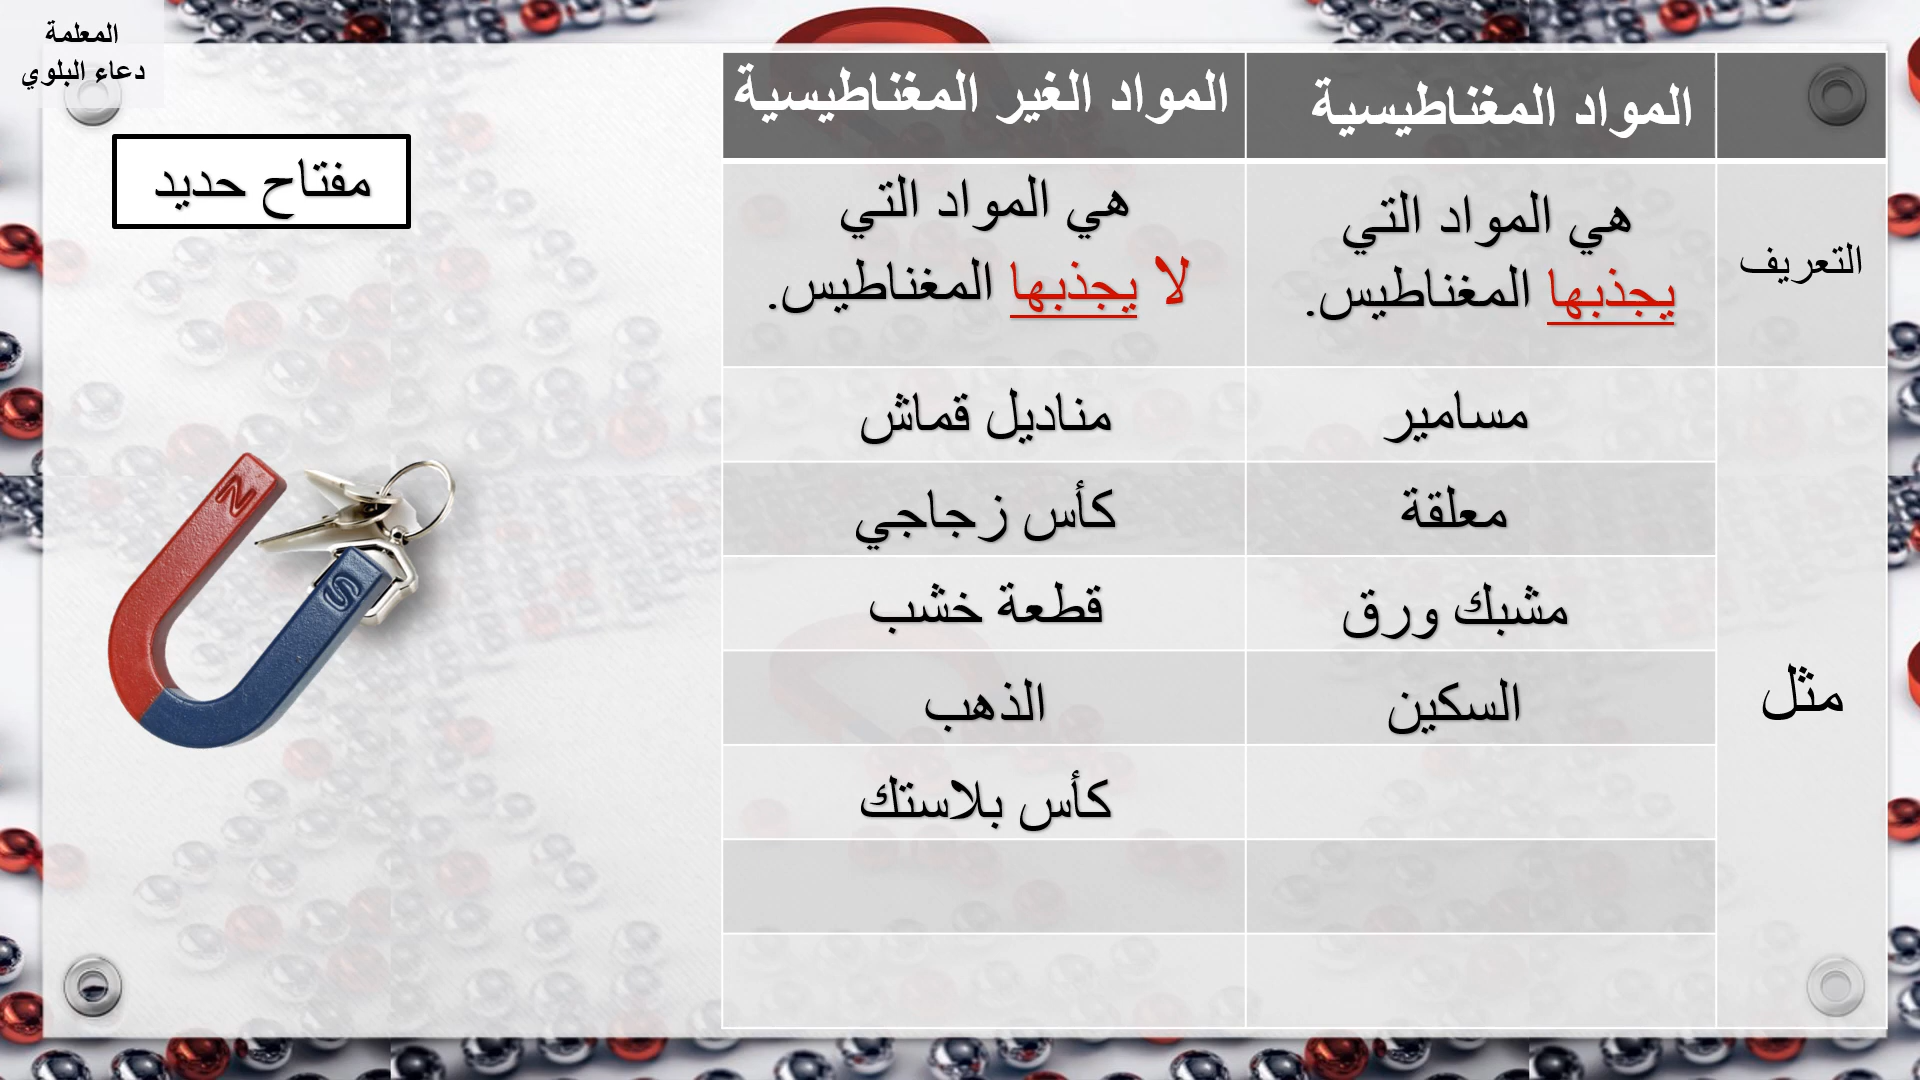 المعلمة
دعاء البلوي
المواد المغناطيسية
المواد الغير المغناطيسية
التعريف
هي المواد التي
يجذبها المغناطيس.
هي المواد التي
لا يجذبها المغناطيس.
مثل
مسامير
مناديل قماش
معلقة
كأس زجاجي
مشبك ورق
قطعة خشب
السكين
الذهب
كأس بلاستك
مفتاح حديد
N
S